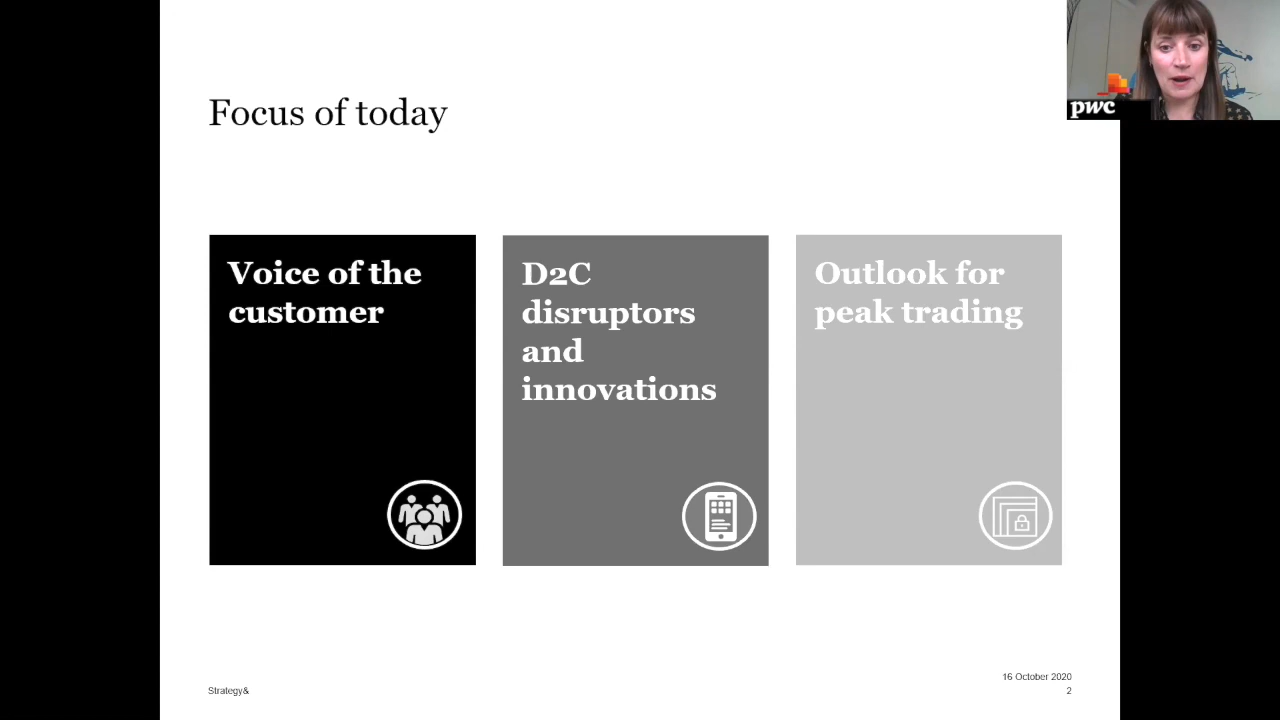 Focus of today
pwc
Voice of the
customer
D2C
disruptors
and
innovations
Outlook for
peak trading
16 October 2020
Strategy&
2